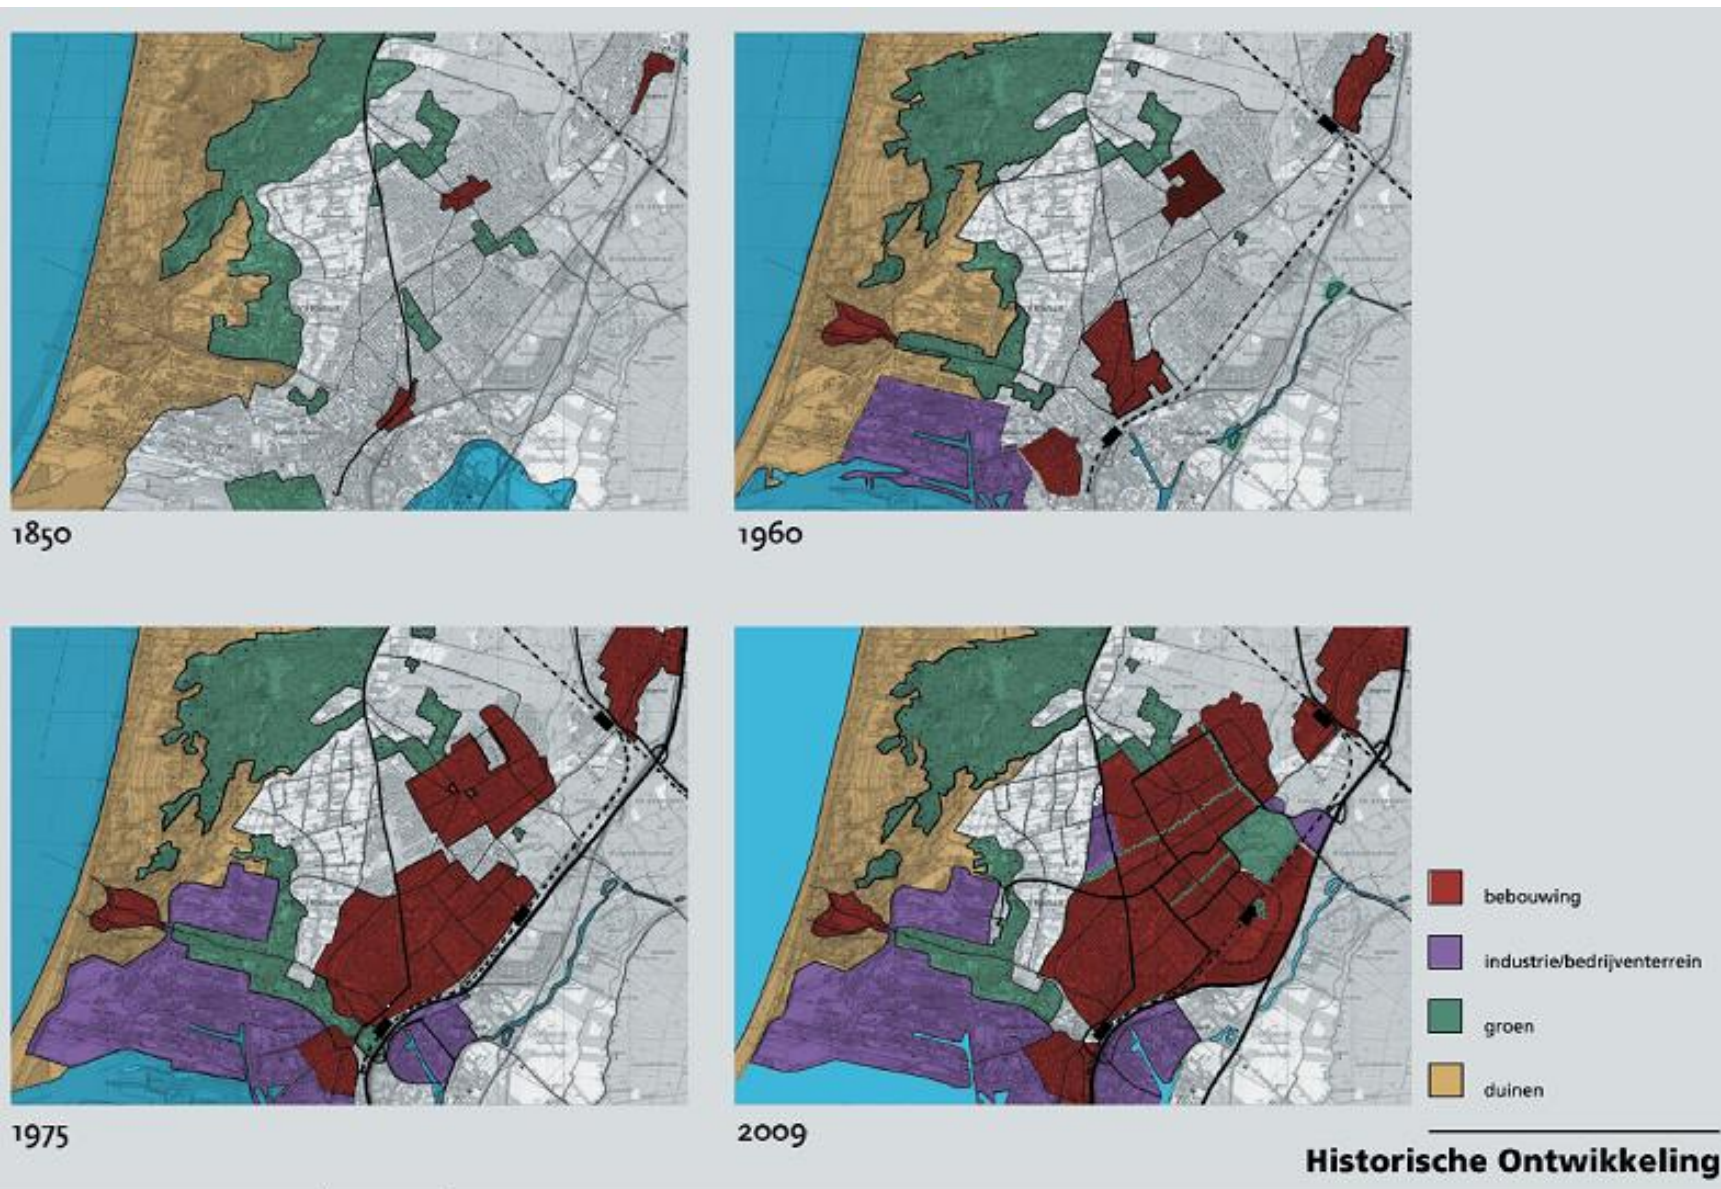 1850
1960
1975
2009
bebouwing
industrie/bedrijventerrein
groen
duinen
Historische Ontwikkeling